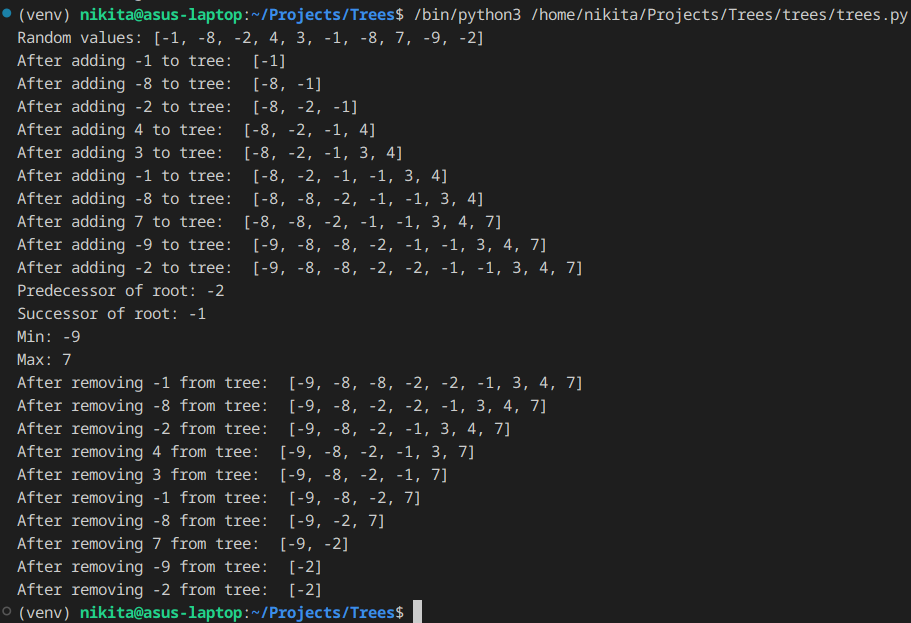 (venv) nikita@asus-laptop:~/Projects/Trees$ /bin/python3 /home/nikita/Projects/Trees/trees/trees.py
Random values: [-1, -8, -2, 4, 3, -1, -8, 7, -9, -2]
After adding -1 to tree:  [-1]
After adding -8 to tree:  [-8, -1]
After adding -2 to tree:  [-8, -2, -1]
After adding 4 to tree:  [-8, -2, -1, 4]
After adding 3 to tree:  [-8, -2, -1, 3, 4]
After adding -1 to tree:  [-8, -2, -1, -1, 3, 4]
After adding -8 to tree:  [-8, -8, -2, -1, -1, 3, 4]
After adding 7 to tree:  [-8, -8, -2, -1, -1, 3, 4, 7]
After adding -9 to tree:  [-9, -8, -8, -2, -1, -1, 3, 4, 7]
After adding -2 to tree:  [-9, -8, -8, -2, -2, -1, -1, 3, 4, 7]
Predecessor of root: -2
Successor of root: -1
Min: -9
Max: 7
After removing -1 from tree:  [-9, -8, -8, -2, -2, -1, 3, 4, 7]
After removing -8 from tree:  [-9, -8, -2, -2, -1, 3, 4, 7]
After removing -2 from tree:  [-9, -8, -2, -1, 3, 4, 7]
After removing 4 from tree:  [-9, -8, -2, -1, 3, 7]
After removing 3 from tree:  [-9, -8, -2, -1, 7]
After removing -1 from tree:  [-9, -8, -2, 7]
After removing -8 from tree:  [-9, -2, 7]
After removing 7 from tree:  [-9, -2]
After removing -9 from tree:  [-2]
After removing -2 from tree:  [-2]
(venv) nikita@asus-laptop:~/Projects/Trees$